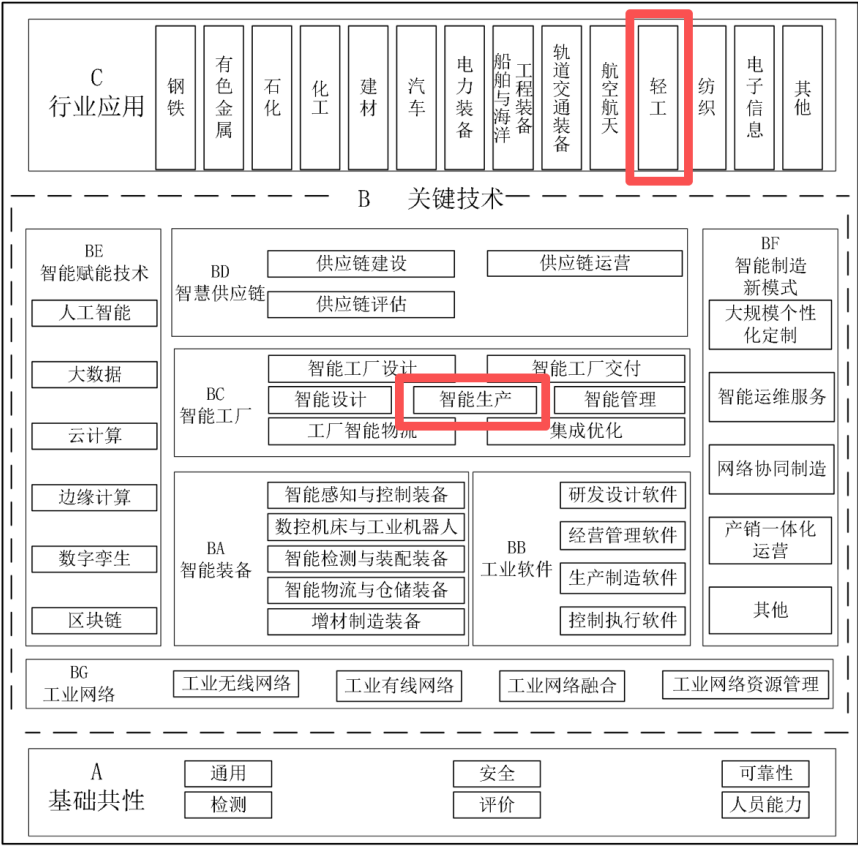 C
行业应用
钢铁
有色金属
石化
化工
建材
汽车
电力装备
船舶与海洋
工程装备
轨道交通装备
航空航天
轻工
纺织
电子信息
其他
B 关键技术
BE
智能赋能技术
人工智能
大数据
云计算
边缘计算
数字孪生
区块链
BD
智慧供应链
供应链建设
供应链运营
供应链评估
BC
智能工厂
智能工厂设计
智能工厂交付
智能设计
智能生产
智能管理
工厂智能物流
集成优化
BA
智能装备
智能感知与控制装备
数控机床与工业机器人
智能检测与装配装备
智能物流与仓储装备
增材制造装备
BB
工业软件
研发设计软件
经营管理软件
生产制造软件
控制执行软件
BF
智能制造
新模式
大规模个性
化定制
智能运维服务
网络协同制造
产销一体化
运营
其他
BG
工业网络
工业无线网络
工业有线网络
工业网络融合
工业网络资源管理
A
基础共性
通用
安全
可靠性
检测
评价
人员能力